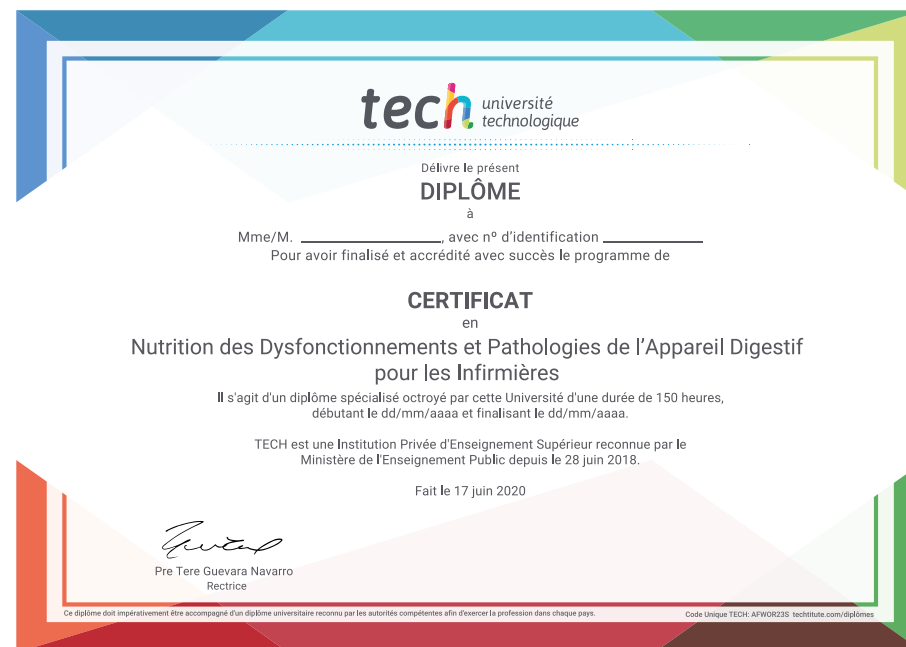 tech université
technologique
Délivre le présent
DIPLÔME
à
Mme/M. ____________________, avec nº d'identification ______________
Pour avoir finalisé et accrédité avec succès le programme de
CERTIFICAT
en
Nutrition des Dysfonctionnements et Pathologies de l'Appareil Digestif
pour les Infirmières
Il s'agit d'un diplôme spécialisé octroyé par cette Université d'une durée de 150 heures,
débutant le dd/mm/aaaa et finalisant le dd/mm/aaaa.
TECH est une Institution Privée d'Enseignement Supérieur reconnue par le
Ministère de l'Enseignement Public depuis le 28 juin 2018.
Fait le 17 juin 2020
Pre Tere Guevara Navarro
Rectrice
Ce diplôme doit impérativement être accompagné d'un diplôme universitaire reconnu par les autorités compétentes afin d'exercer la profession dans chaque pays.
Code Unique TECH: AFWOR23S techtitute.com/diplômes